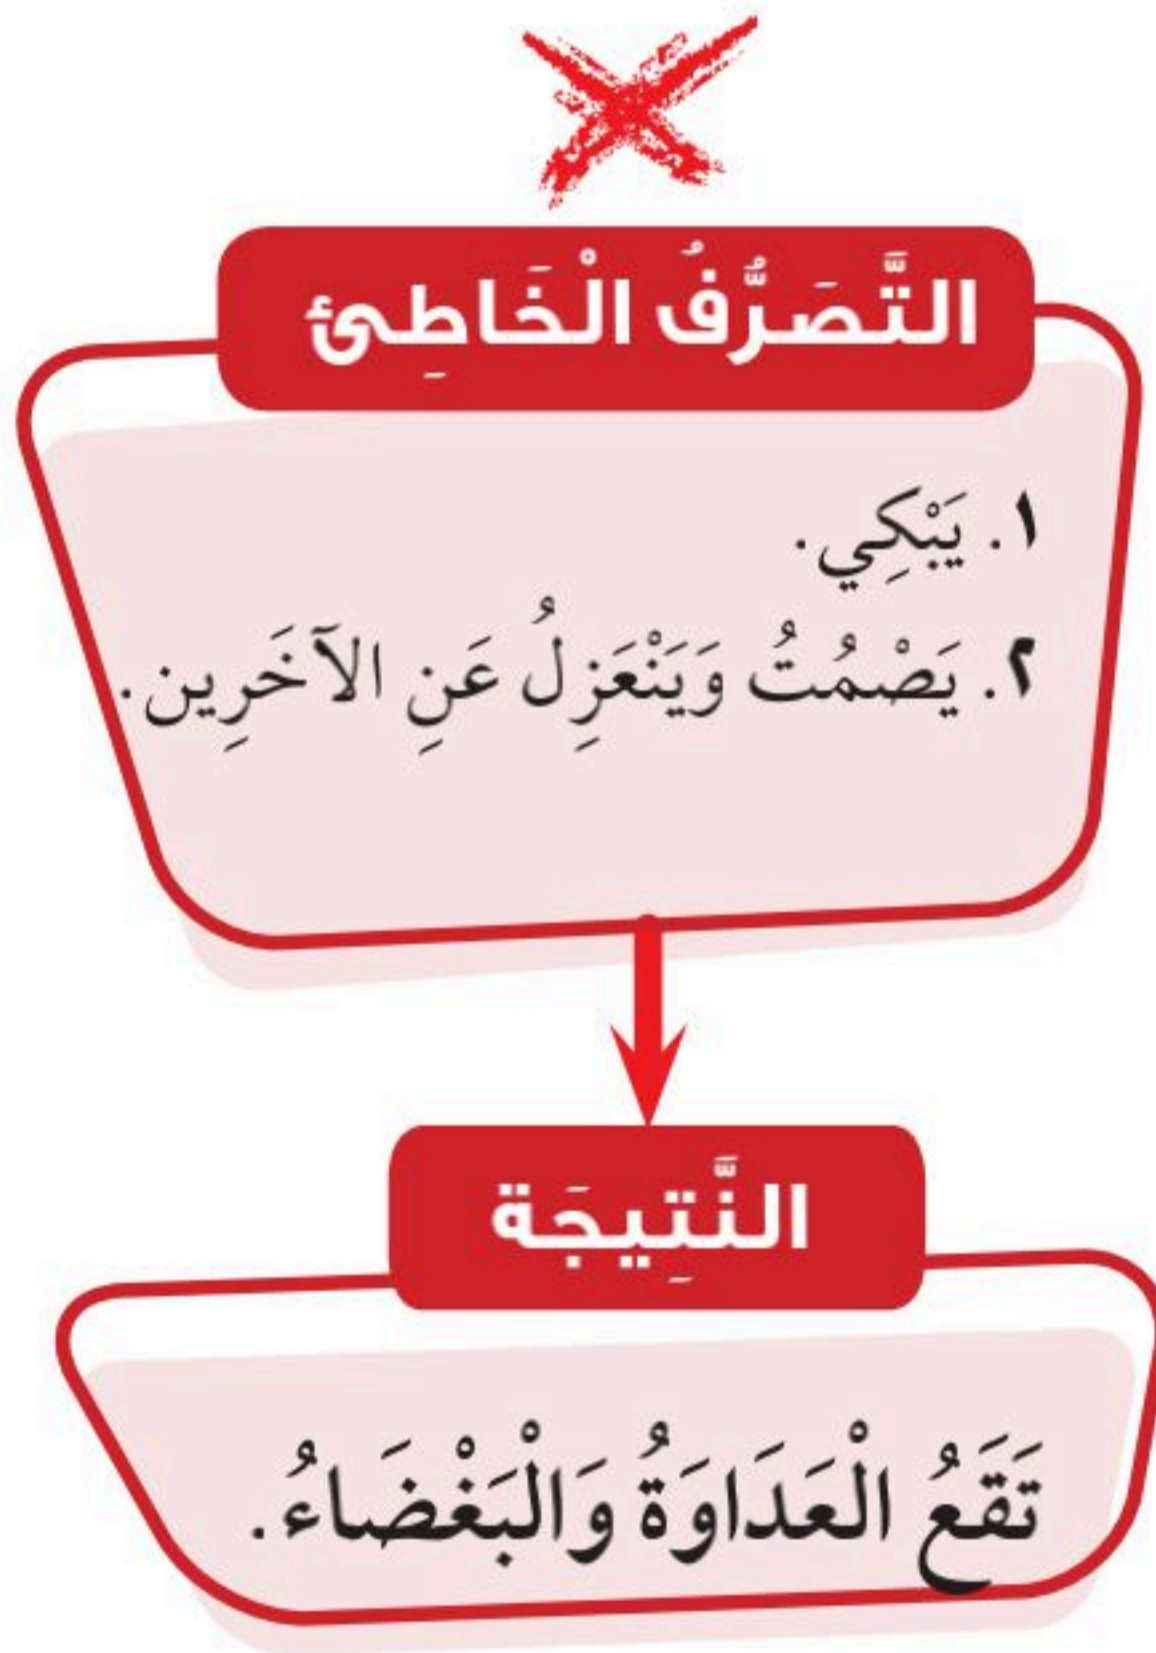 التَّصَرُّفُ الْخَاطِئ
١. يَبْكِي.
٢. يَصْمُتُ وَيَنْعَزِلُ عَنِ الآخَرِين.
النَّتِيجَة
تَقَعُ الْعَدَاوَةُ وَالْبَغْضَاءُ.